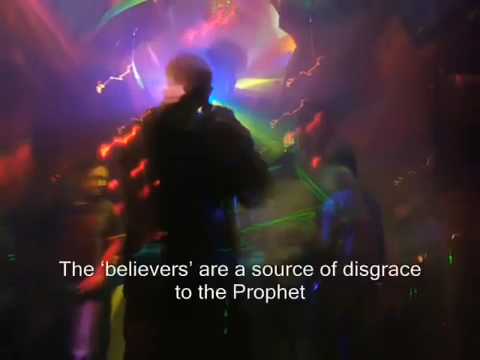 The ‘believers’ are a source of disgrace
to the Prophet